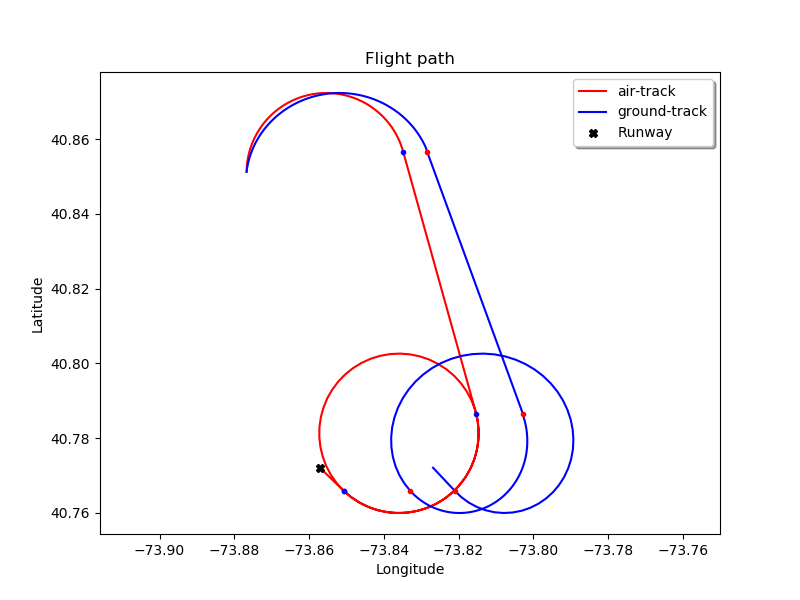 Flight path
air-track
ground-track
Runway
Latitude
40.86
40.84
40.82
40.80
40.78
40.76
−73.90
−73.88
−73.86
−73.84
−73.82
−73.80
−73.78
−73.76
Longitude